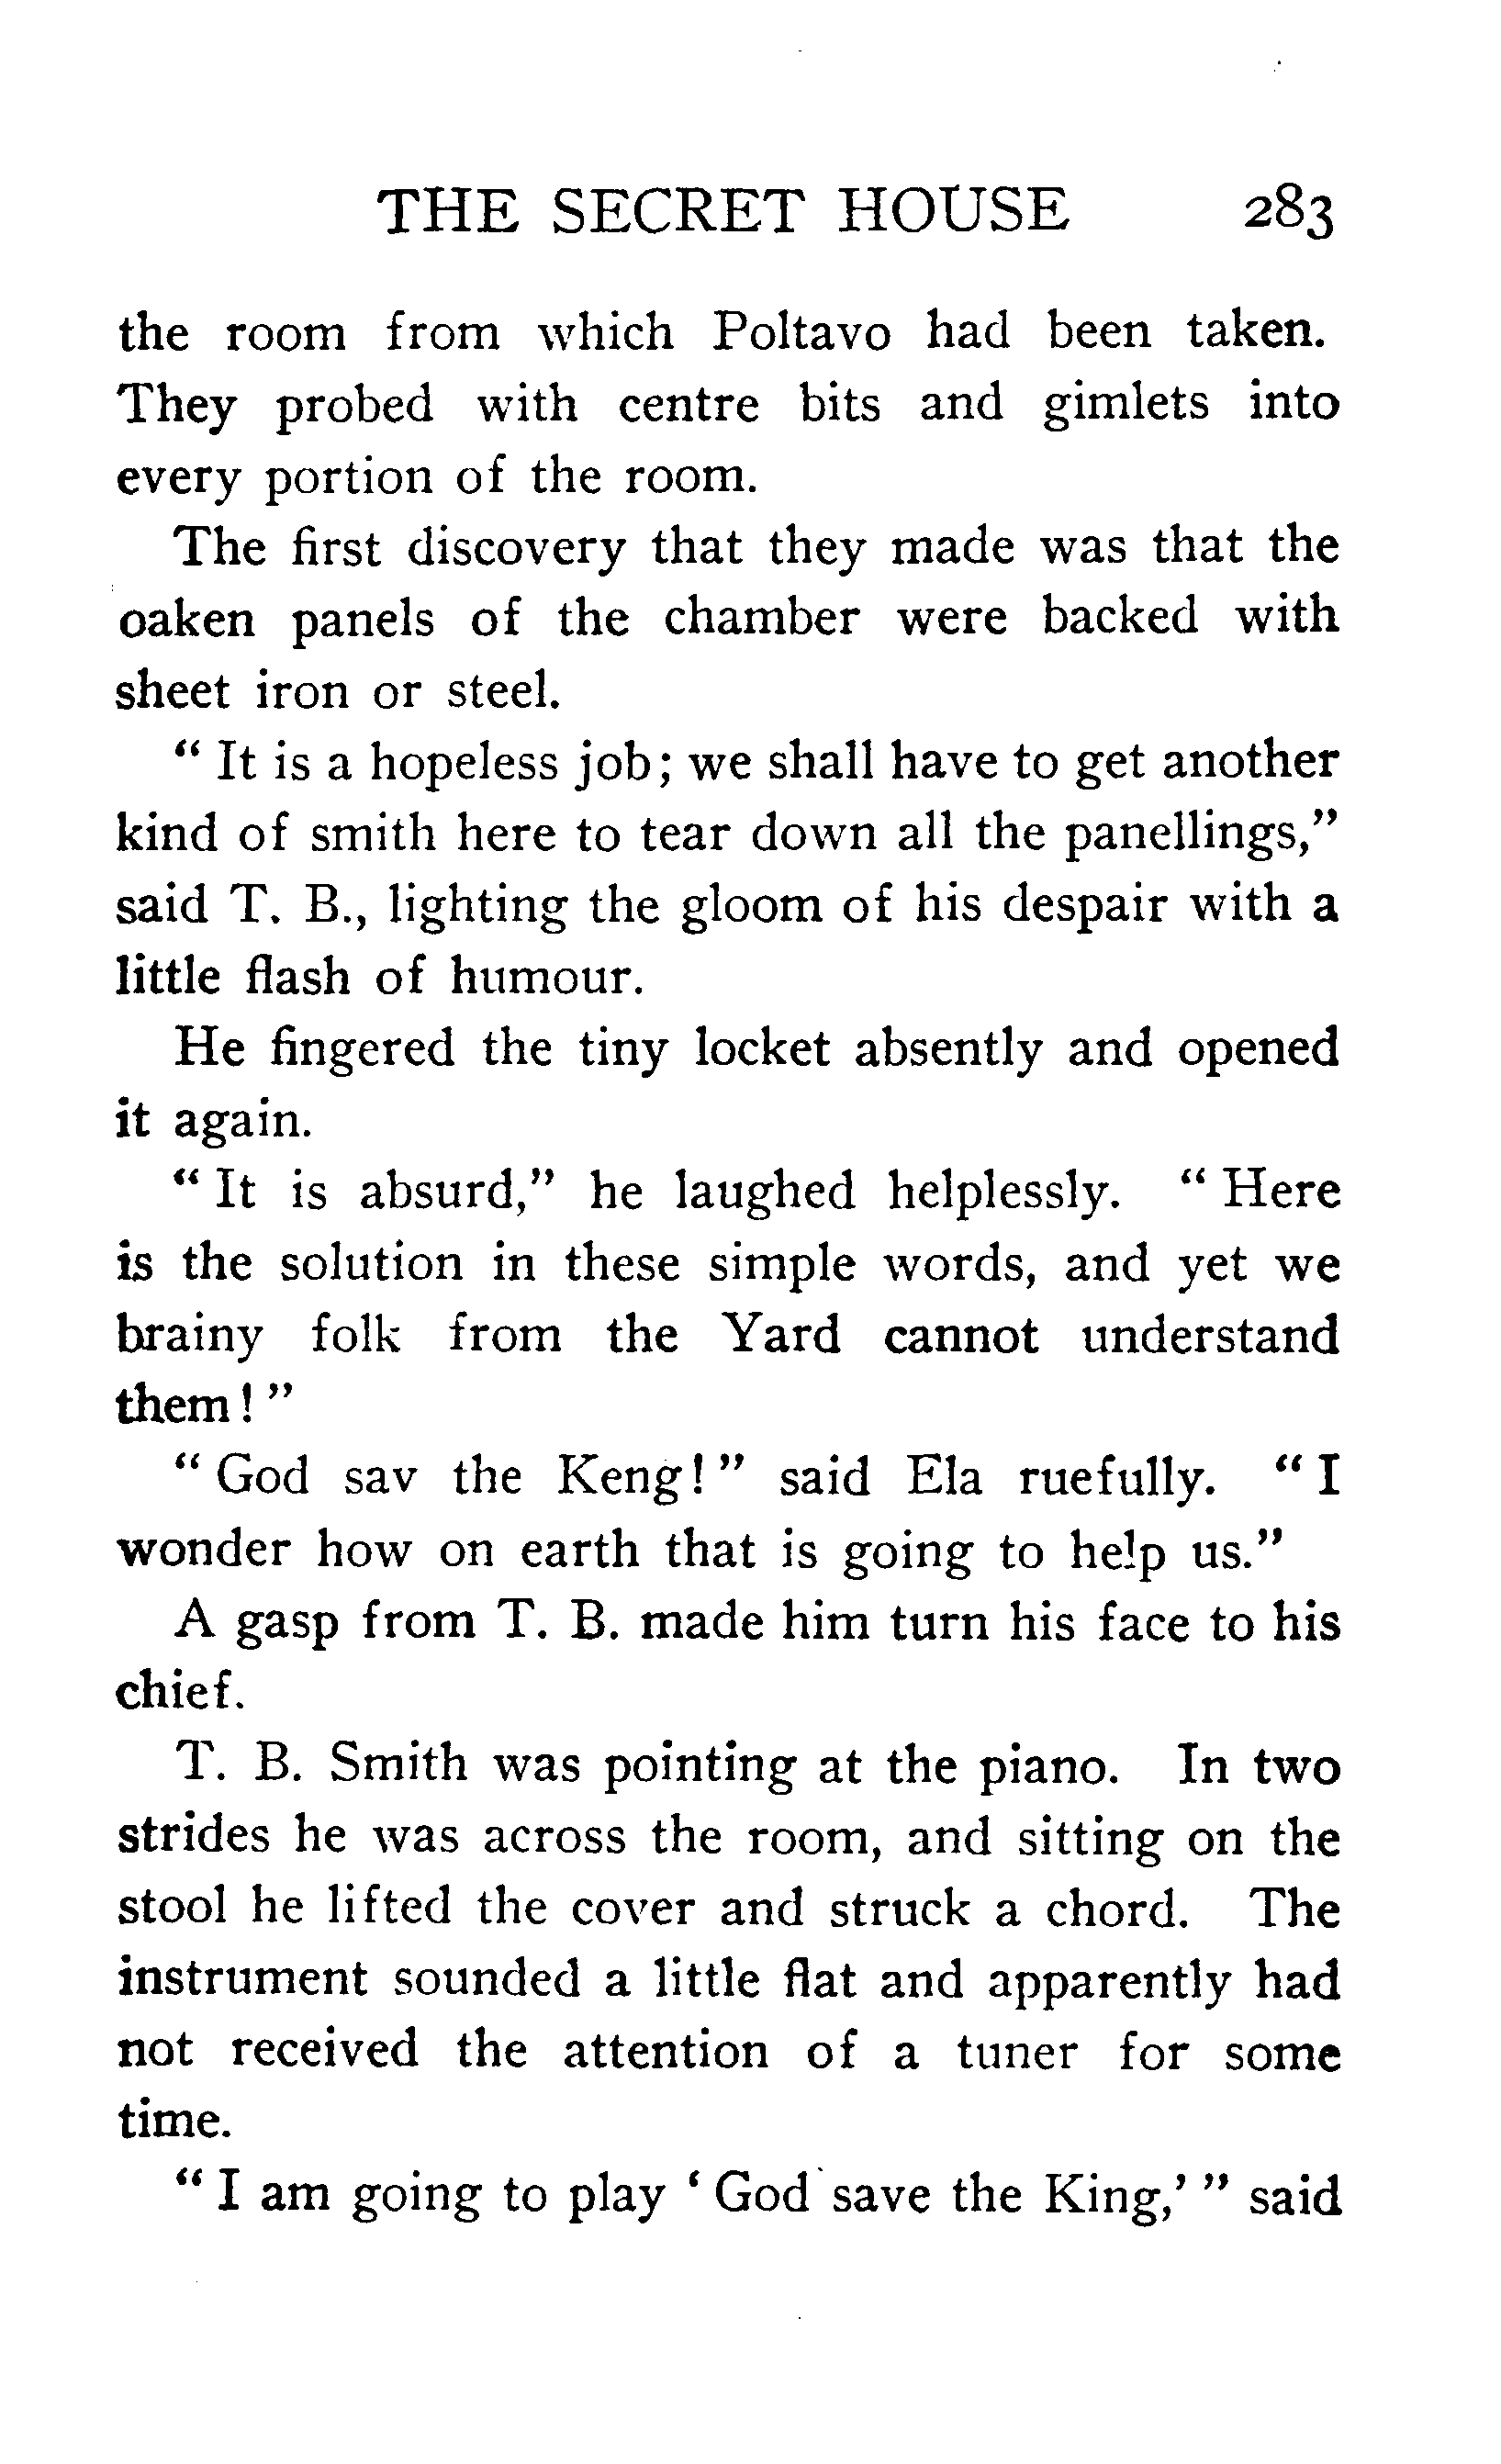 THE SECRET HOUSE 283
the room from which Poltavo had been taken.
They probed with centre bits and gimlets into
every portion of the room.
The first discovery that they made was that the
oaken panels of the chamber were backed with
sheet iron or steel.
“ It is a hopeless job; we shall have to get another
kind of smith here to tear down all the panellings,”
said T. B., lighting the gloom of his despair with a
little flash of humour.
He fingered the tiny locket absently and opened
it again.
“ It is absurd,” he laughed helplessly. “ Here
is the solution in these simple words, and yet we
brainy folk from the Yard cannot understand
them! ”
“ God sav the Keng! ” said Ela ruefully. “ I
wonder how on earth that is going to help us.”
A gasp from T. B. made him turn his face to his
chief.
T. B. Smith was pointing at the piano. In two
strides he was across the room, and sitting on the
stool he lifted the cover and struck a chord. The
instrument sounded a little flat and apparently had
not received the attention of a tuner for some
time.
“ I am going to play ‘ God save the King,’ ” said